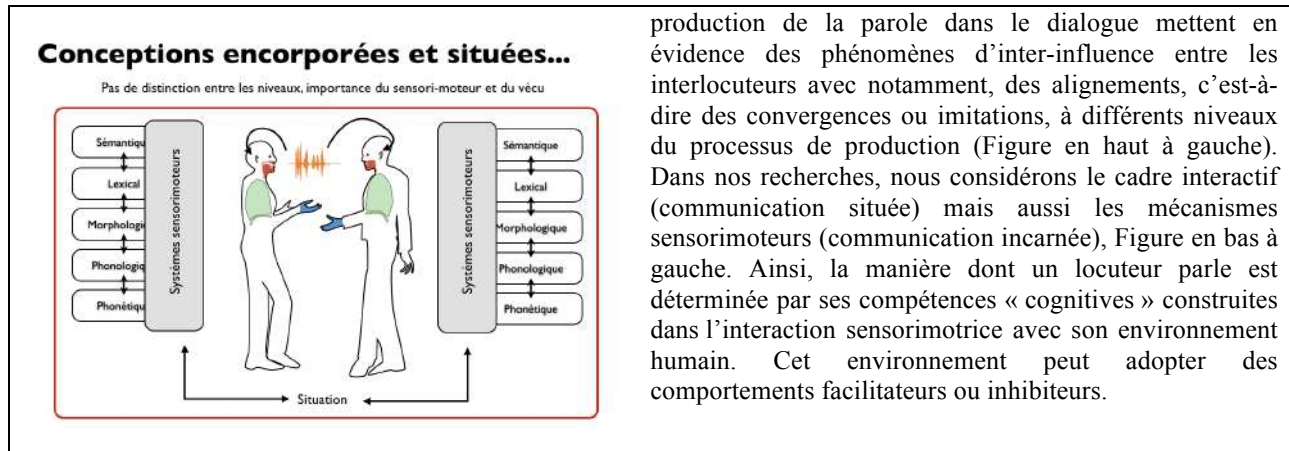 Conceptions encorporées et situées...
Pas de distinction entre les niveaux, importance du sensori-moteur et du vécu
Sémantiqu
Lexical
Morphologi
Phonologiq
Phonétiqu
Systèmes sensorimoteurs
Systèmes sensorimoteurs
Sémantique
Lexical
Morphologique
Phonologique
Phonétique
Situation
production de la parole dans le dialogue mettent en
évidence des phénomènes d’inter-influence entre les
interlocuteurs avec notamment, des alignements, c’est-à-
dire des convergences ou imitations, à différents niveaux
du processus de production (Figure en haut à gauche).
Dans nos recherches, nous considérons le cadre interactif
(communication située) mais aussi les mécanismes
sensorimoteurs (communication incarnée), Figure en bas à
gauche. Ainsi, la manière dont un locuteur parle est
déterminée par ses compétences « cognitives » construites
dans l’interaction sensorimotrice avec son environnement
humain. Cet environnement peut adopter des
comportements facilitateurs ou inhibiteurs.